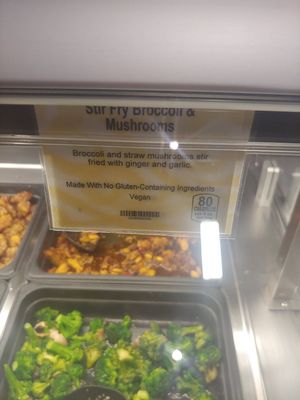 Stir Fry Broccoli &
Mushrooms
Broccoli and straw mushrooms stir
fried with ginger and garlic.
Made With No Gluten-Containing Ingredients
Vegan
80
CALORIES